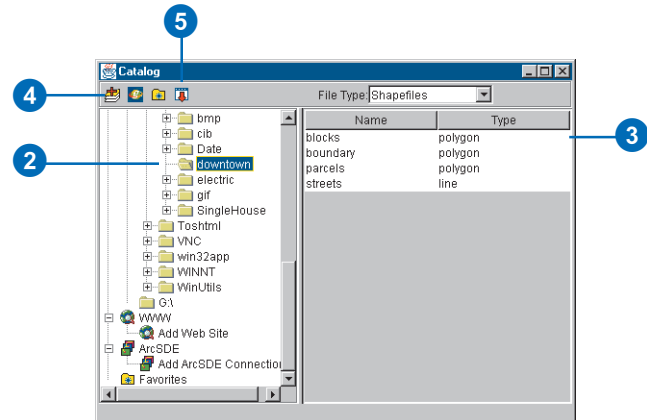 5
Catalog
4
File Type: Shapefiles
Name Type
bmp
cib
Date
2
downtown
electric
gif
SingleHouse
Toshtml
VNC
win32app
WINNT
WinUtils
G:\
WWW
Add Web Site
ArcSDE
Add ArcSDE Connection
Favorites
blocks polygon
3
boundary polygon
parcels polygon
streets line